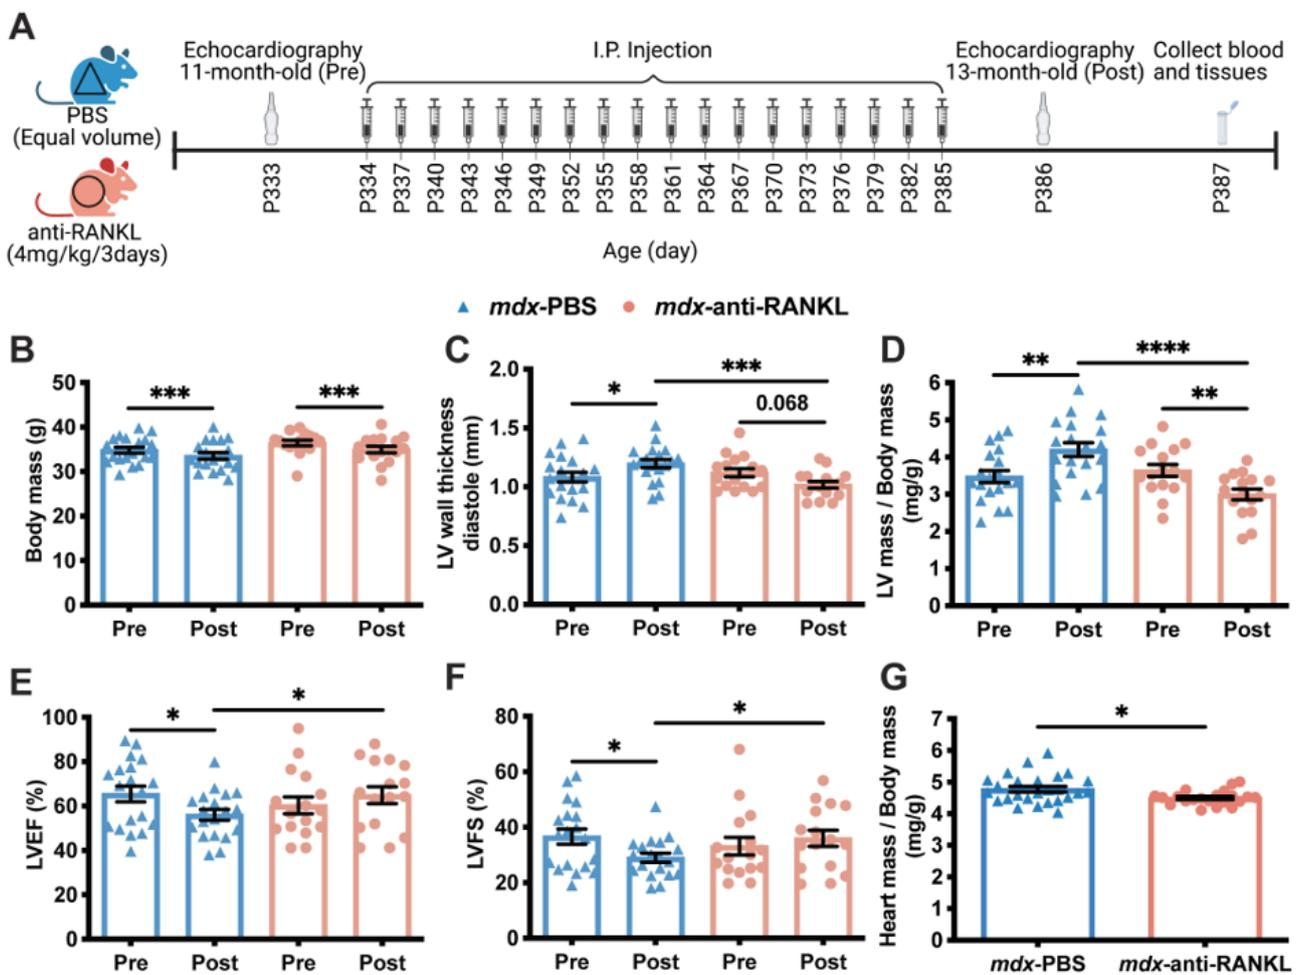 A
Echocardiography
11-month-old (Pre)
I.P. Injection
Echocardiography
13-month-old (Post)
Collect blood
and tissues
PBS
(Equal volume)
anti-RANKL
(4mg/kg/3days)
P333
P334
P337
P340
P343
P346
P349
P352
P355
P358
P361
P364
P367
P370
P373
P376
P379
P382
P385
P386
P387
Age (day)
mdx-PBS
mdx-anti-RANKL
B
Body mass (g)
50
40
30
20
10
0
***
***
Pre
Post
Pre
Post
C
LV wall thickness
diastole (mm)
2.0
1.5
1.0
0.5
0.0
*
***
0.068
Pre
Post
Pre
Post
D
LV mass / Body mass
(mg/g)
6
5
4
3
2
1
0
**
****
**
Pre
Post
Pre
Post
E
LVEF (%)
100
80
60
40
20
0
*
*
Pre
Post
Pre
Post
F
LVFS (%)
80
60
40
20
0
*
*
Pre
Post
Pre
Post
G
Heart mass / Body mass
(mg/g)
7
6
5
4
3
2
1
0
*
mdx-PBS
mdx-anti-RANKL